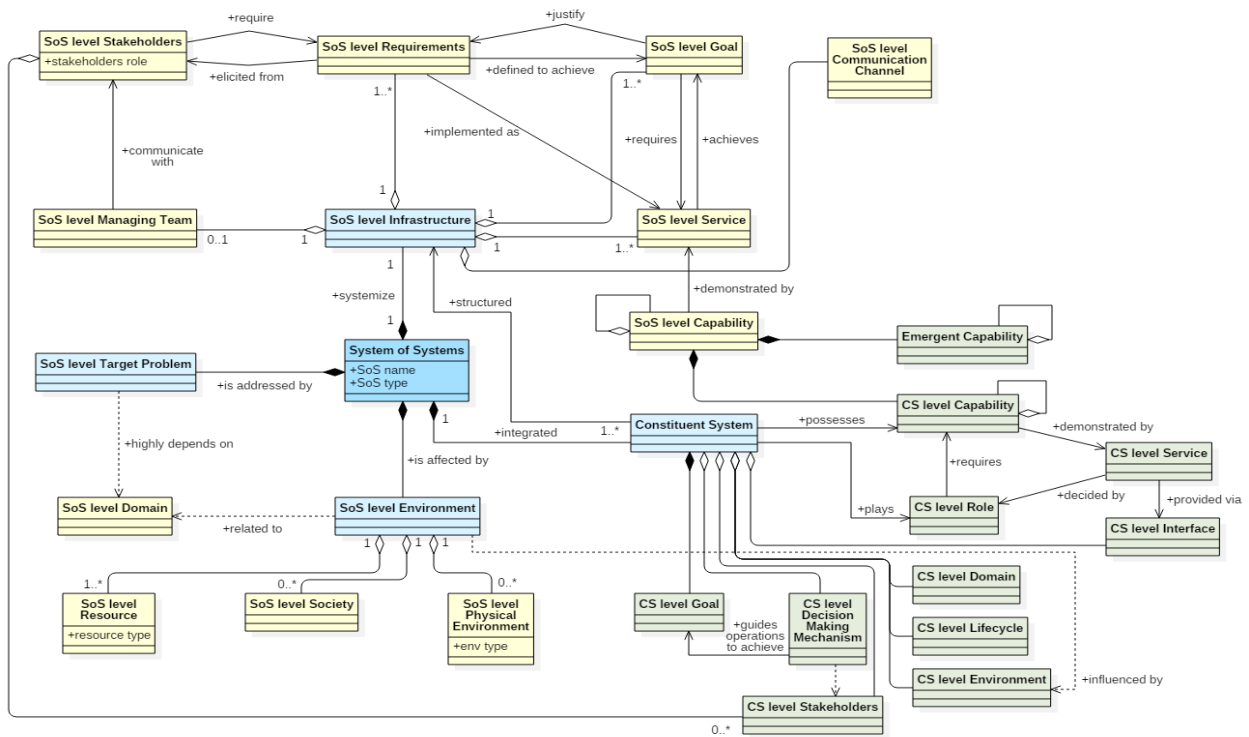 +require
+justify
SoS level Stakeholders
+stakeholders role
SoS level Requirements
SoS level Goal
SoS level
Communication
Channel
+elicited from
+defined to achieve
1..*
1..*
+implemented as
+requires
+achieves
+communicate
with
1
SoS level Managing Team
SoS level Infrastructure
1
SoS level Service
0..1
1
1
1..*
1
+systemize
+structured
+demonstrated by
1
SoS level Capability
Emergent Capability
System of Systems
+SoS name
+SoS type
SoS level Target Problem
+is addressed by
CS level Capability
1
+integrated
1..*
Constituent System
+possesses
+demonstrated by
+highly depends on
+is affected by
+requires
CS level Service
+decided by
+provided via
SoS level Domain
+related to
SoS level Environment
+plays
CS level Role
CS level Interface
1
1
1
1..*
0..*
0..*
SoS level
Resource
+resource type
SoS level Society
SoS level
Physical
Environment
+env type
CS level Goal
CS level
Decision
Making
Mechanism
+guides
operations
to achieve
CS level Domain
CS level Lifecycle
CS level Environment
+influenced by
CS level Stakeholders
0..*